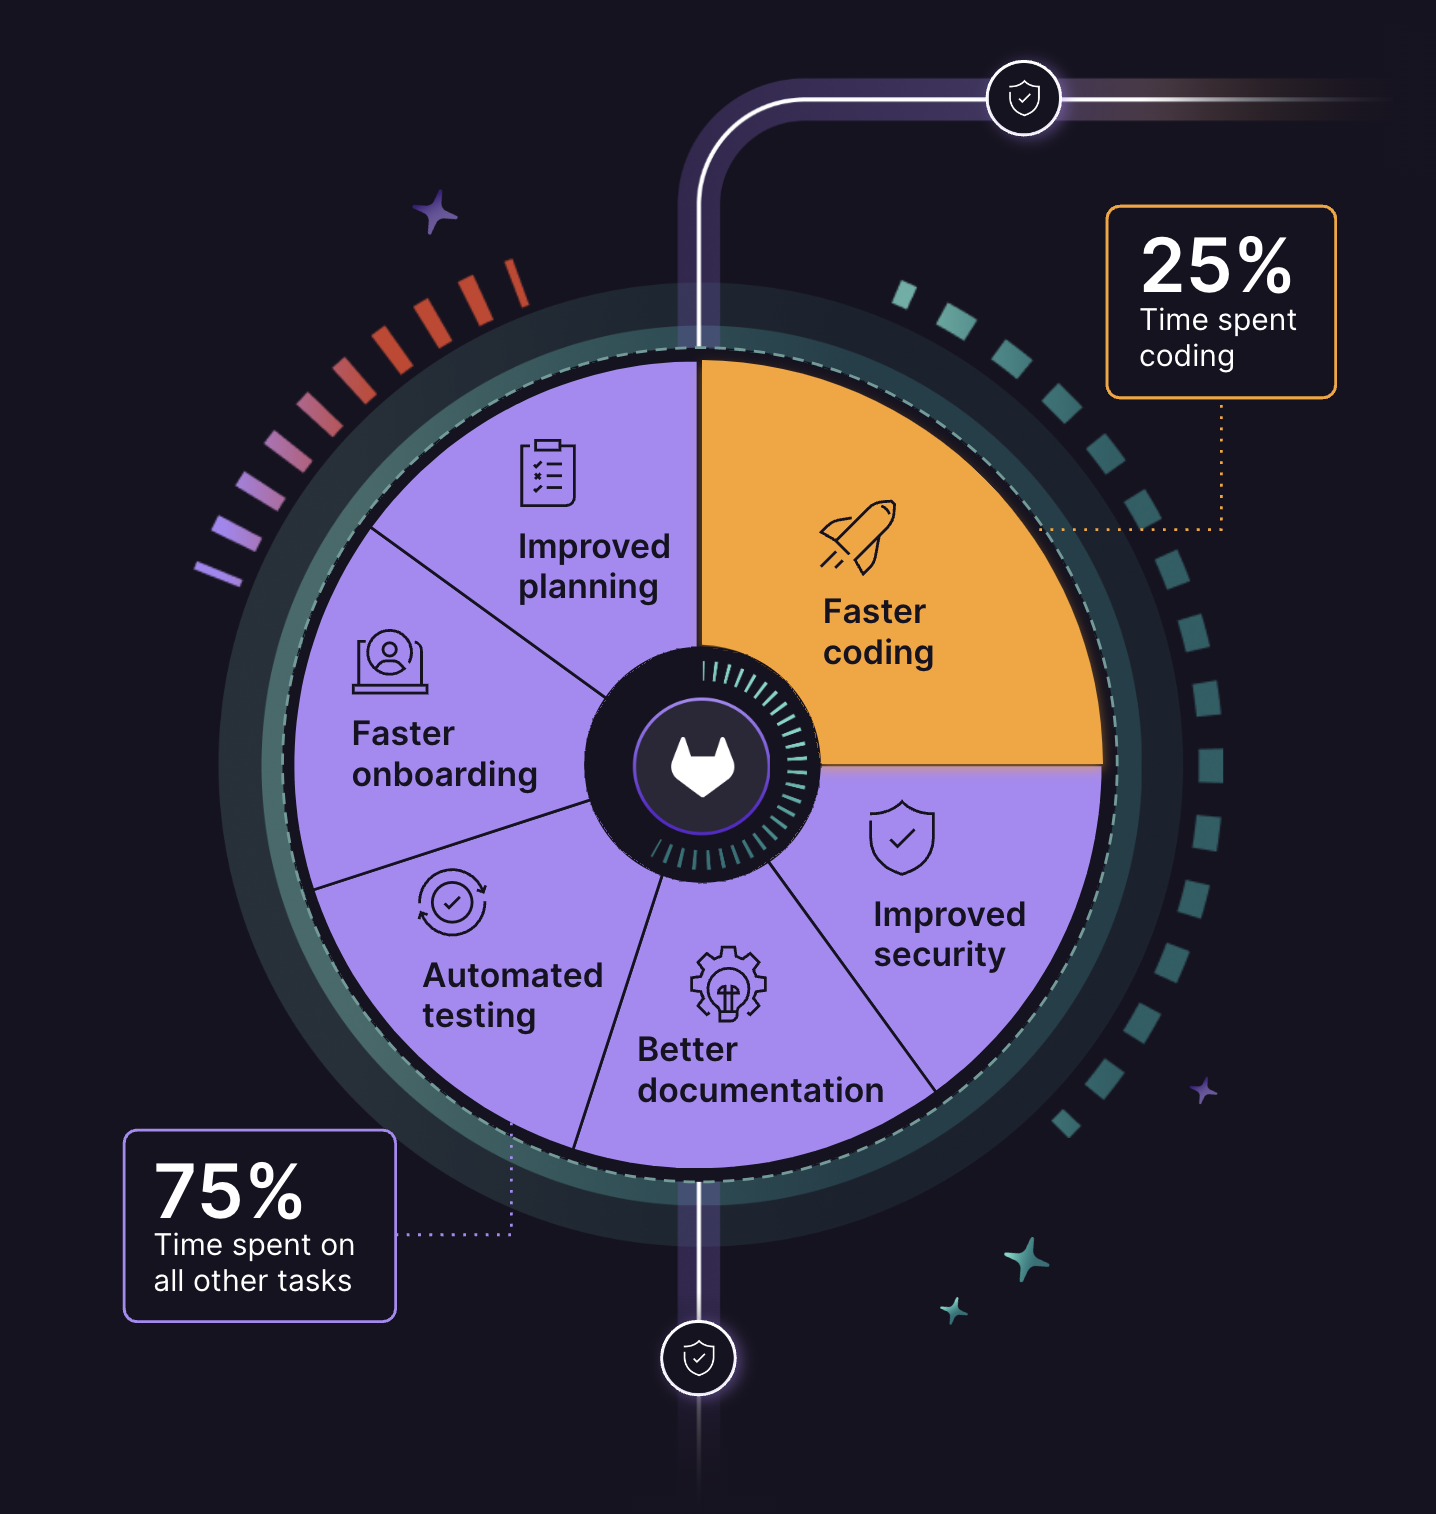 25%
Time spent
coding
Improved
planning
Faster
coding
Faster
onboarding
Improved
security
Automated
testing
Better
documentation
75%
Time spent on
all other tasks